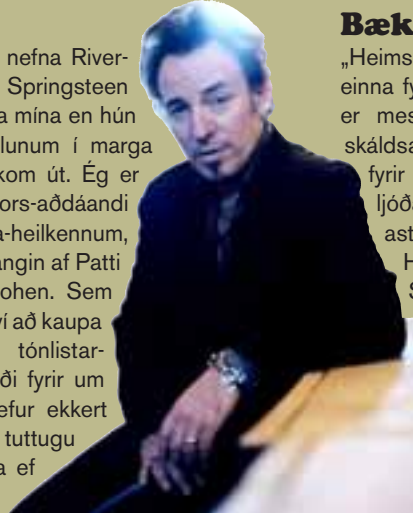 nefna River-
Springsteen
a mína en hún
lunum í marga
kom út. Ég er
ors-aðdáandi
a-heilkennum,
angin af Patti
ohen. Sem
ví að kaupa
tónlistar-
ði fyrir um
efur ekkert
tuttugu
a ef
Bæk
„Heims
einna fy
er mes
skáldsa
fyrir
ljóða
ast
H
S